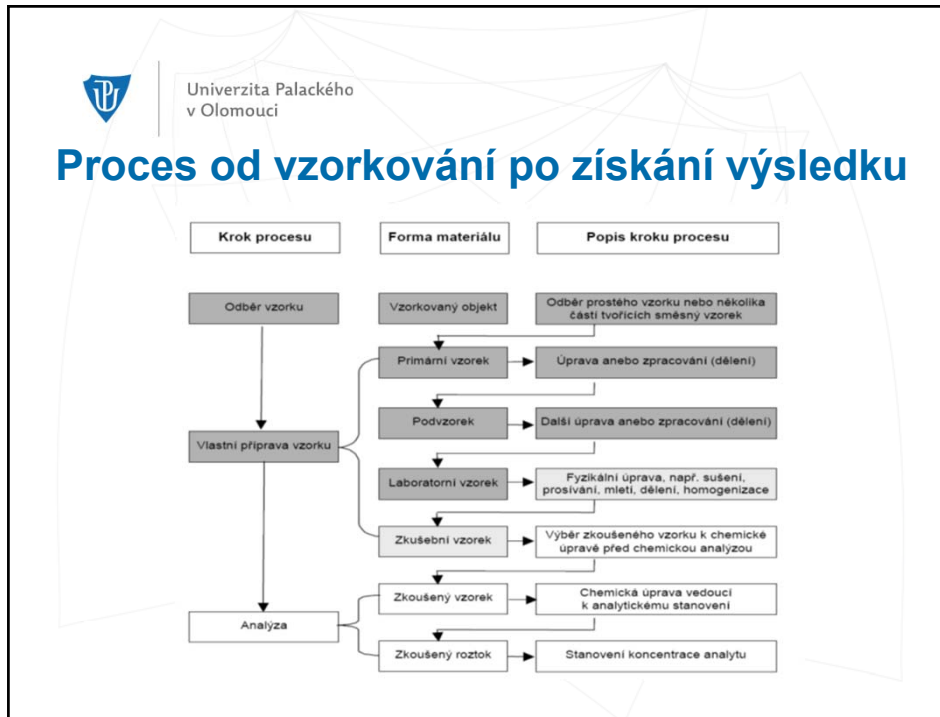 Univerzita Palackého
v Olomouci
Proces od vzorkování po získání výsledku
Krok procesu
Forma materiálu
Popis kroku procesu
Odběr vzorku
Vzorkovaný objekt
Odběr prostého vzorku nebo několika
částí tvořících směsný vzorek
Primární vzorek
Úprava anebo zpracování (dělení)
Podvzorek
Další úprava anebo zpracování (dělení)
Vlastní příprava vzorku
Laboratorní vzorek
Fyzikální úprava, např. sušení,
prosívání, mletí, dělení, homogenizace
Zkušební vzorek
Výběr zkoušeného vzorku k chemické
úpravě před chemickou analýzou
Zkoušený vzorek
Chemická úprava vedoucí
k analytickému stanovení
Analýza
Zkoušený roztok
Stanovení koncentrace analytu